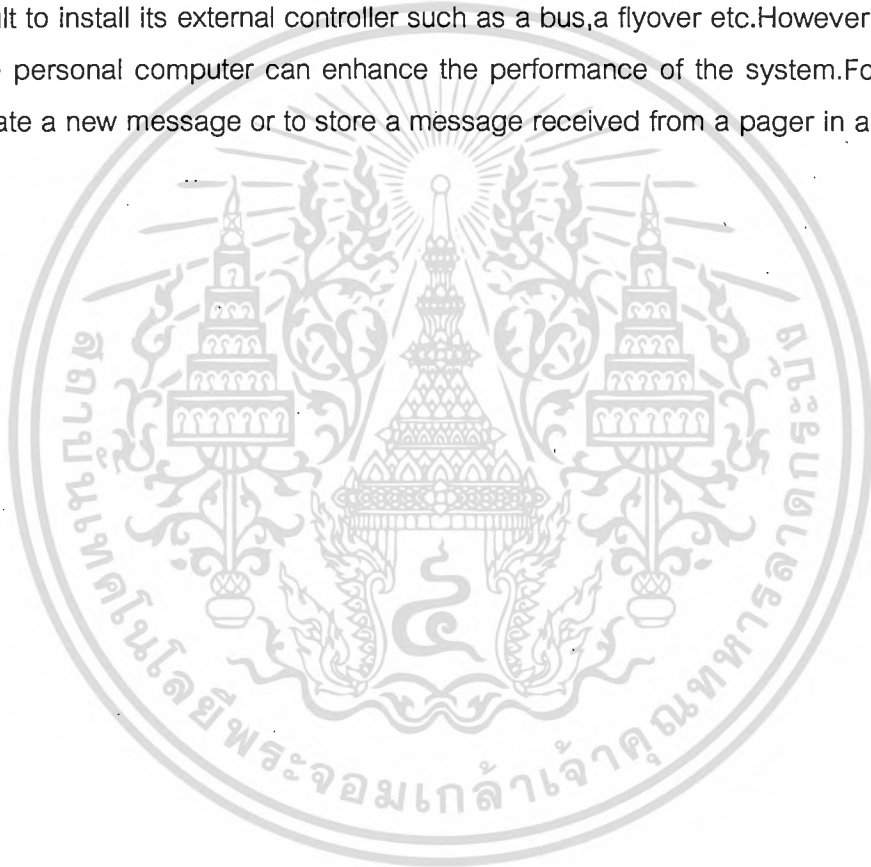 ult to install its external controller such as a bus,a flyover etc.However
personal computer can enhance the performance of the system.Fo
ate a new message or to store a message received from a pager in a
สถาบันเทคโนโลยีพระจอมเกล้าเจ้าคุณทหารลาดกระบัง
๔